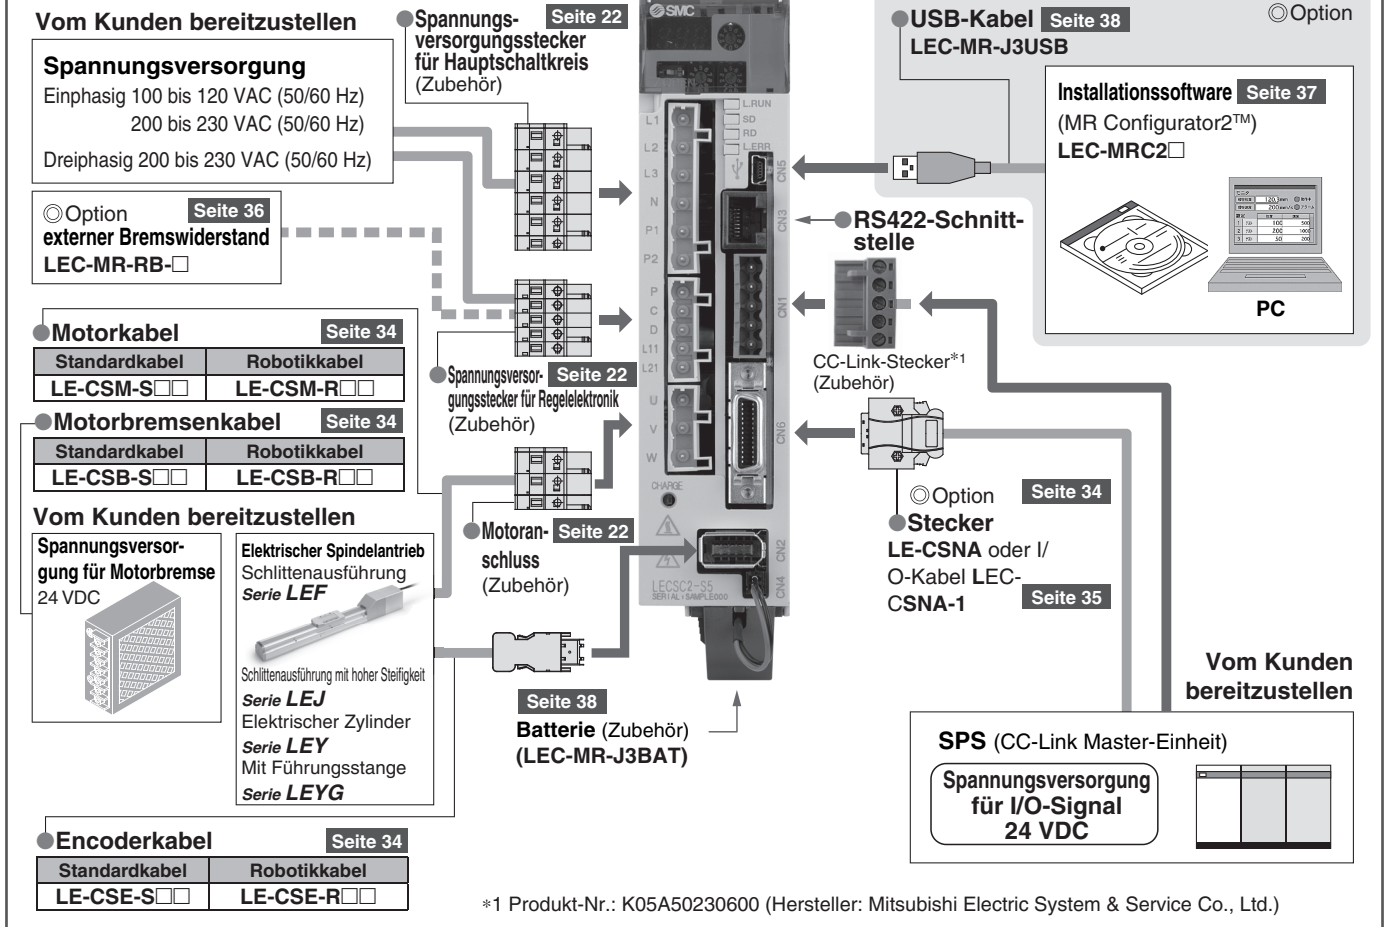 Vom Kunden bereitzustellen
Spannungsversorgung
Einphasig 100 bis 120 VAC (50/60 Hz)
200 bis 230 VAC (50/60 Hz)
Dreiphasig 200 bis 230 VAC (50/60 Hz)
◎Option Seite 36
externer Bremswiderstand
LEC-MR-RB-□
●Motorkabel Seite 34
Standardkabel Robotikkabel
LE-CSM-S□□ LE-CSM-R□□
●Motorbremsenkabel Seite 34
Standardkabel Robotikkabel
LE-CSB-S□□ LE-CSB-R□□
Vom Kunden bereitzustellen
Spannungsversor-
gung für Motorbremse
24 VDC
Elektrischer Spindelantrieb
Schlittenausführung
Serie LEF
Schlittenausführung mit hoher Steifigkeit
Serie LEJ
Elektrischer Zylinder
Serie LEY
Mit Führungsstange
Serie LEYG
●Encoderkabel Seite 34
Standardkabel Robotikkabel
LE-CSE-S□□ LE-CSE-R□□
●Spannungs- Seite 22
versorgungsstecker
für Hauptschaltkreis
(Zubehör)
●Spannungsversor- Seite 22
gungsstecker für Regelelektronik
(Zubehör)
●Motoran- Seite 22
schluss
(Zubehör)
Seite 38
Batterie (Zubehör)
(LEC-MR-J3BAT)
SMC
L.RUN
SD
RD
L.ERR
L1
L2
L3
N
P1
P2
P
C
D
L11
L21
U
V
W
CHARGE
CN5
CN3
CN1
CN6
CN2
CN4
LECSC2-S5
SERIAL:SAMPLE000
◎Option
●USB-Kabel Seite 38
LEC-MR-J3USB
Installationssoftware Seite 37
(MR Configurator2™)
LEC-MRC2□
PC
●RS422-Schnitt-
stelle
CC-Link-Stecker*1
(Zubehör)
◎Option Seite 34
●Stecker
LE-CSNA oder I/
O-Kabel LEC-
CSNA-1 Seite 35
Vom Kunden
bereitzustellen
SPS (CC-Link Master-Einheit)
Spannungsversorgung
für I/O-Signal
24 VDC
*1 Produkt-Nr.: K05A50230600 (Hersteller: Mitsubishi Electric System & Service Co., Ltd.)